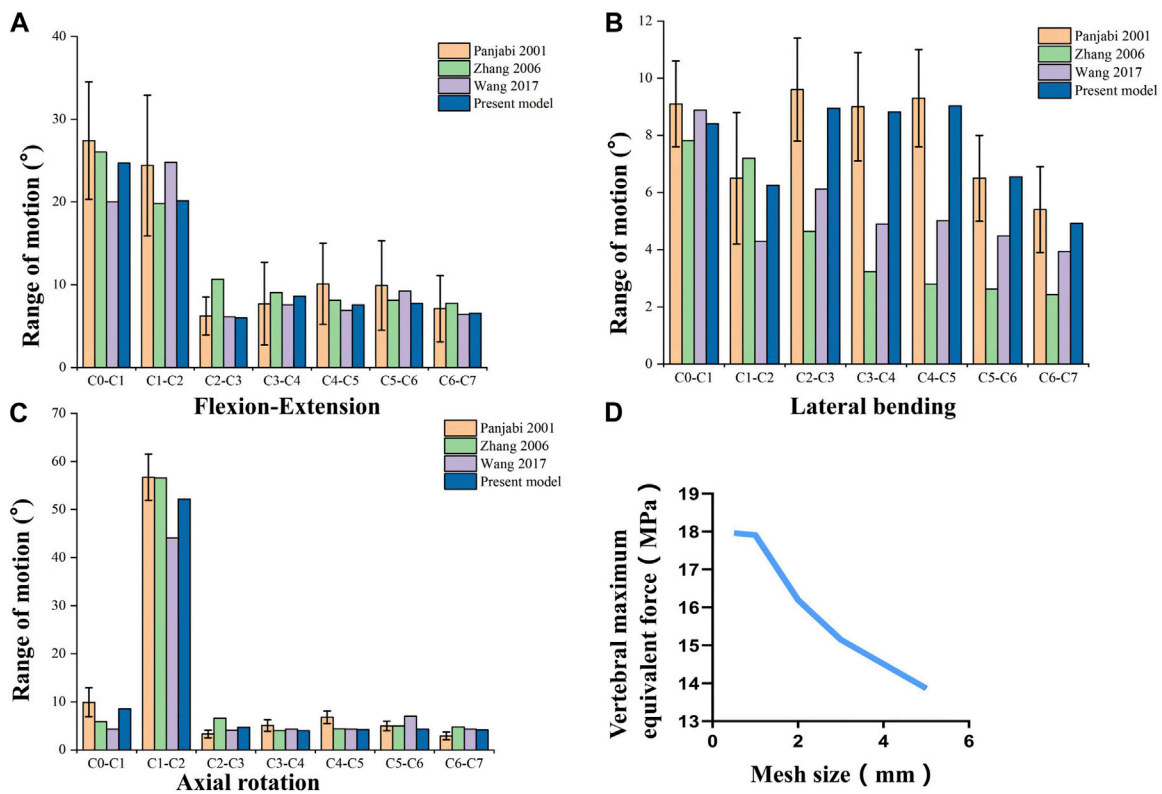 A
Range of motion (°)
40
30
20
10
0
Panjabi 2001
Zhang 2006
Wang 2017
Present model
C0-C1 C1-C2 C2-C3 C3-C4 C4-C5 C5-C6 C6-C7
Flexion-Extension
B
Range of motion (°)
12
10
8
6
4
2
0
Panjabi 2001
Zhang 2006
Wang 2017
Present model
C0-C1 C1-C2 C2-C3 C3-C4 C4-C5 C5-C6 C6-C7
Lateral bending
C
Range of motion (°)
70
60
50
40
30
20
10
0
Panjabi 2001
Zhang 2006
Wang 2017
Present model
C0-C1 C1-C2 C2-C3 C3-C4 C4-C5 C5-C6 C6-C7
Axial rotation
D
Vertebral maximum
equivalent force ( MPa )
19
18
17
16
15
14
13
0 2 4 6
Mesh size ( mm )